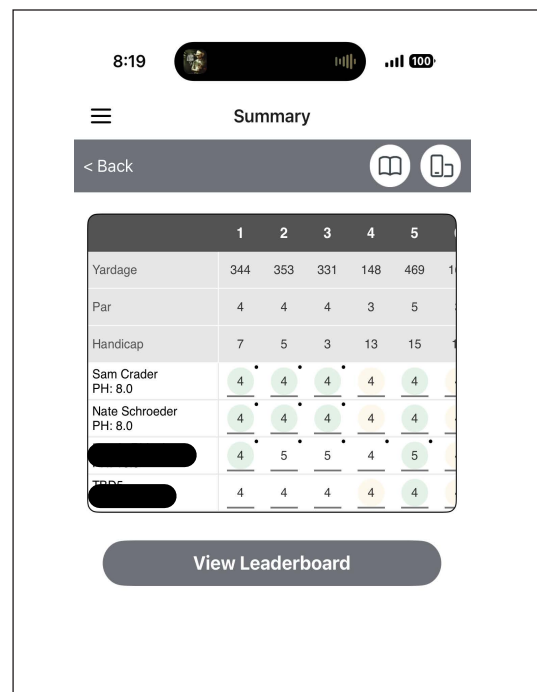 8:19 100
Summary
< Back
1 2 3 4 5
Yardage 344 353 331 148 469
Par 4 4 4 3 5
Handicap 7 5 3 13 15
Sam Crader
PH: 8.0
4 4 4 4 4
Nate Schroeder
PH: 8.0
4 4 4 4 4
4 5 5 4 5
4 4 4 4 4
View Leaderboard